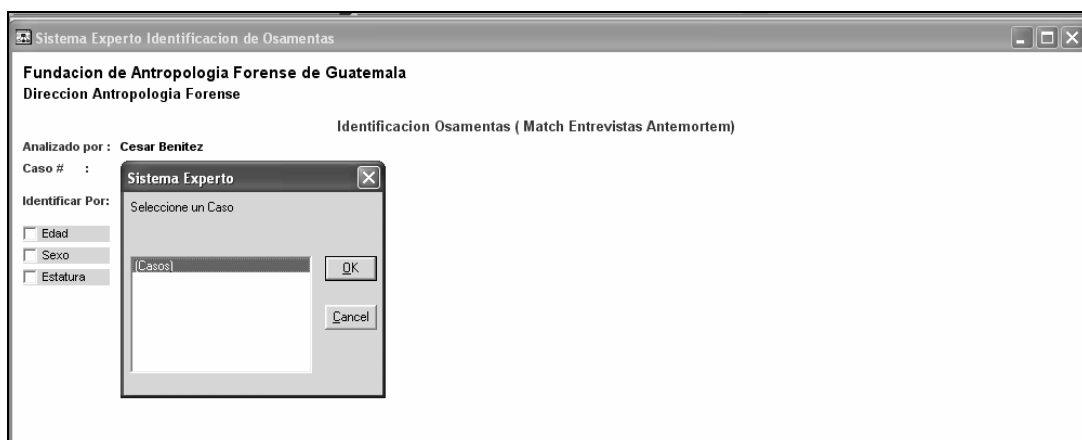 Sistema Experto Identificacion de Osamentas
Fundacion de Antropologia Forense de Guatemala
Direccion Antropologia Forense
Identificacion Osamentas ( Match Entrevistas Antemortem)
Analizado por : Cesar Benitez
Caso # :
Identificar Por:
Edad
Sexo
Estatura
Sistema Experto
Seleccione un Caso
(Casos)
OK
Cancel